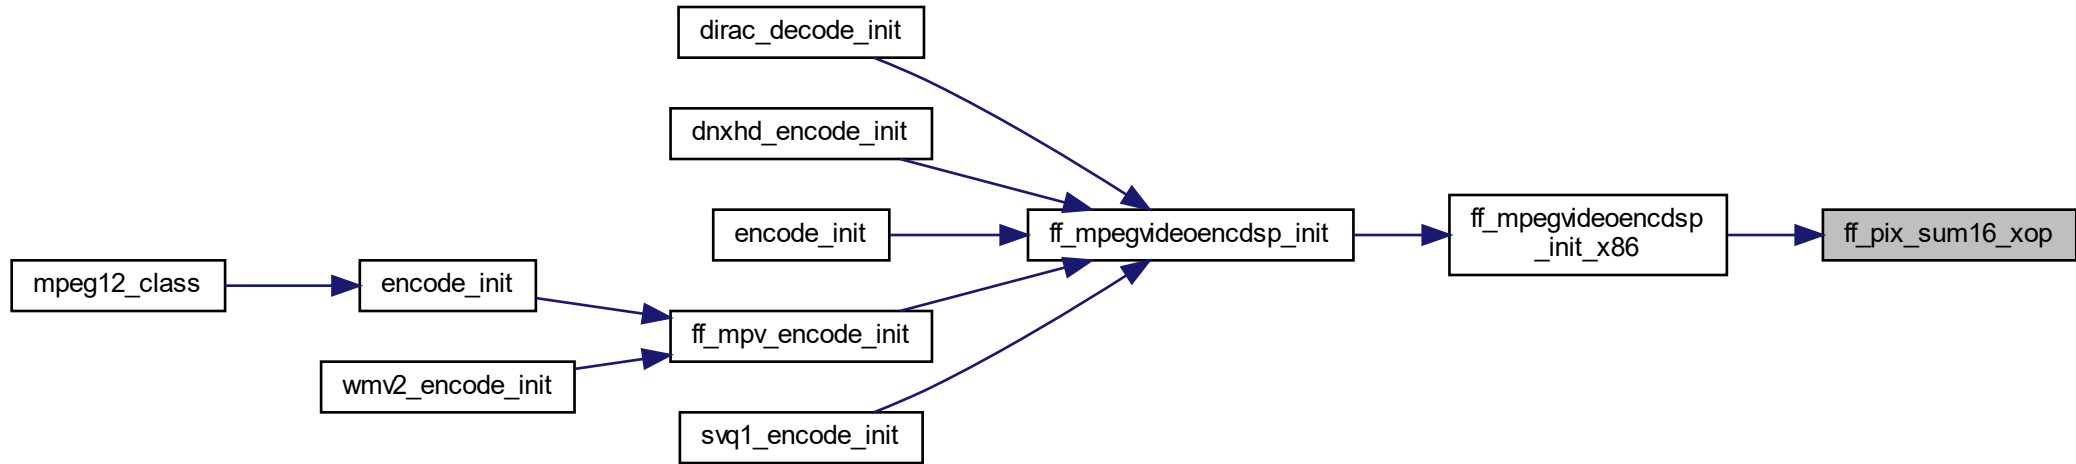 dirac_decode_init
dnxhd_encode_init
encode_init
ff_mpegvideoencdsp_init
ff_mpegvideoencdsp
_init_x86
ff_pix_sum16_xop
mpeg12_class
encode_init
ff_mpv_encode_init
wmv2_encode_init
svq1_encode_init